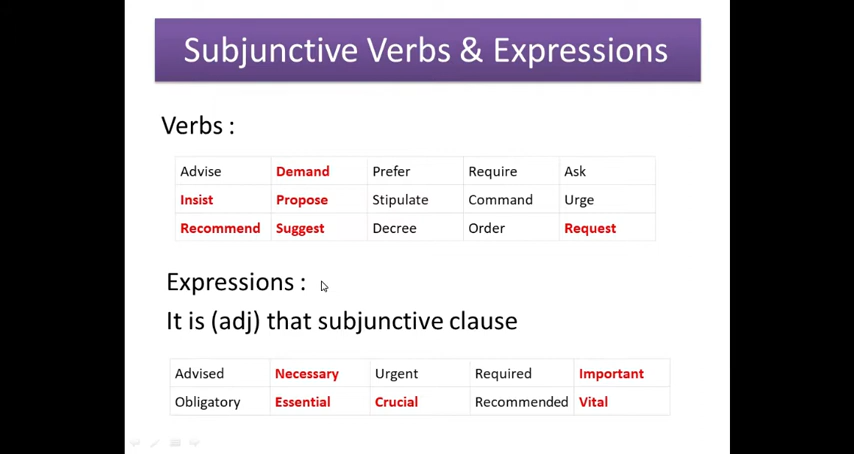 Subjunctive Verbs & Expressions
Verbs :
Advise Demand Prefer Require Ask
Insist Propose Stipulate Command Urge
Recommend Suggest Decree Order Request
Expressions :
It is (adj) that subjunctive clause
Advised Necessary Urgent Required Important
Obligatory Essential Crucial Recommended Vital